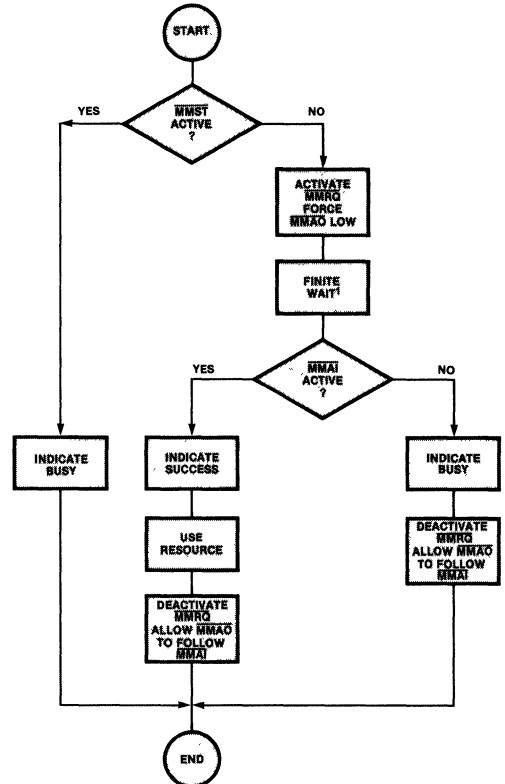 START
YES
MMST
ACTIVE
?
NO
ACTIVATE
MMRQ
FORCE
MMAO LOW
FINITE
WAIT¹
YES
MMAI
ACTIVE
?
NO
INDICATE
BUSY
INDICATE
SUCCESS
INDICATE
BUSY
USE
RESOURCE
DEACTIVATE
MMRQ
ALLOW MMAO
TO FOLLOW
MMAI
DEACTIVATE
MMRQ
ALLOW MMAO
TO FOLLOW
MMAI
END